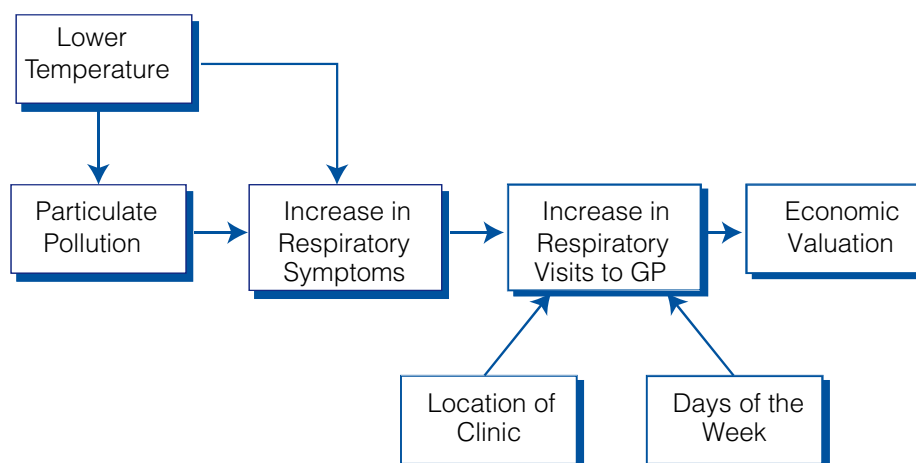 Lower
Temperature
Particulate
Pollution
Increase in
Respiratory
Symptoms
Increase in
Respiratory
Visits to GP
Economic
Valuation
Location of
Clinic
Days of the
Week